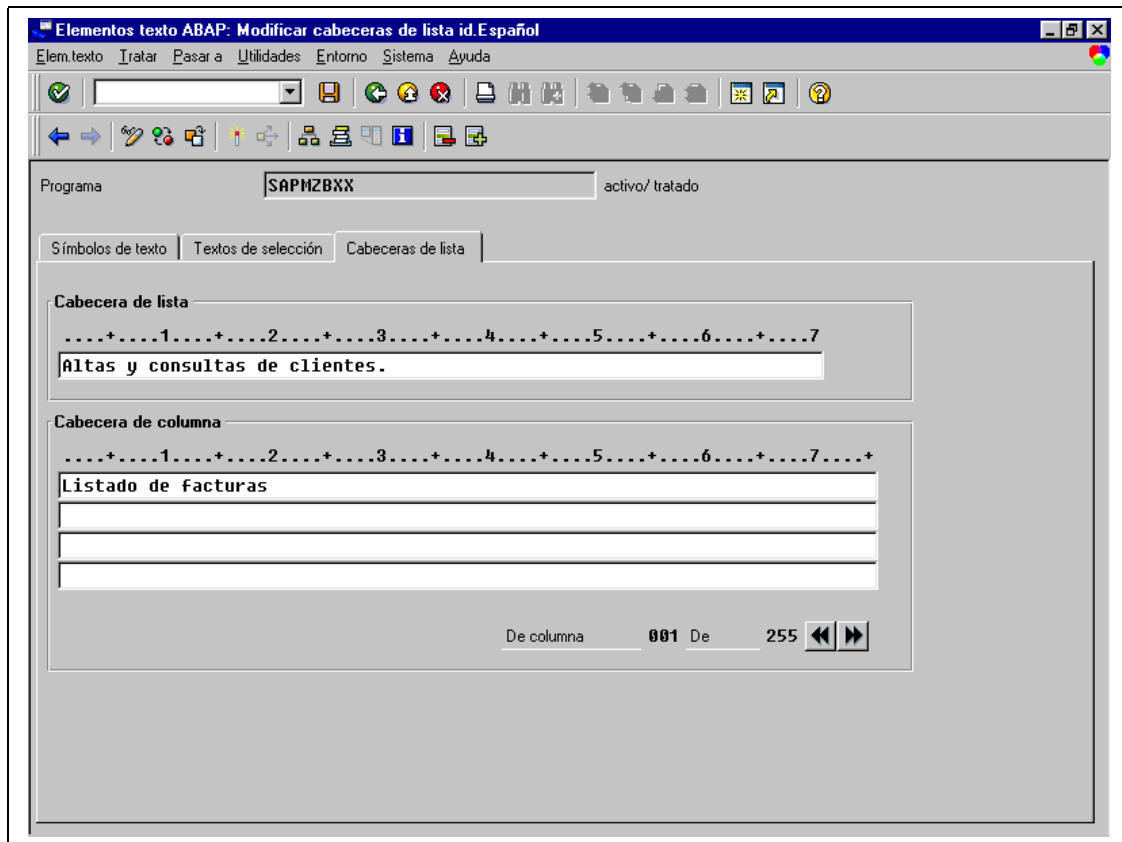 Elementos texto ABAP: Modificar cabeceras de lista id.Español
Elem.texto Tratar Pasar a Utilidades Entorno Sistema Ayuda
Programa SAPMZBXX activo/ tratado
Símbolos de texto Textos de selección Cabeceras de lista
Cabecera de lista
....+....1....+....2....+....3....+....4....+....5....+....6....+....7
Altas y consultas de clientes.
Cabecera de columna
....+....1....+....2....+....3....+....4....+....5....+....6....+....7....+
Listado de facturas
De columna 001 De 255